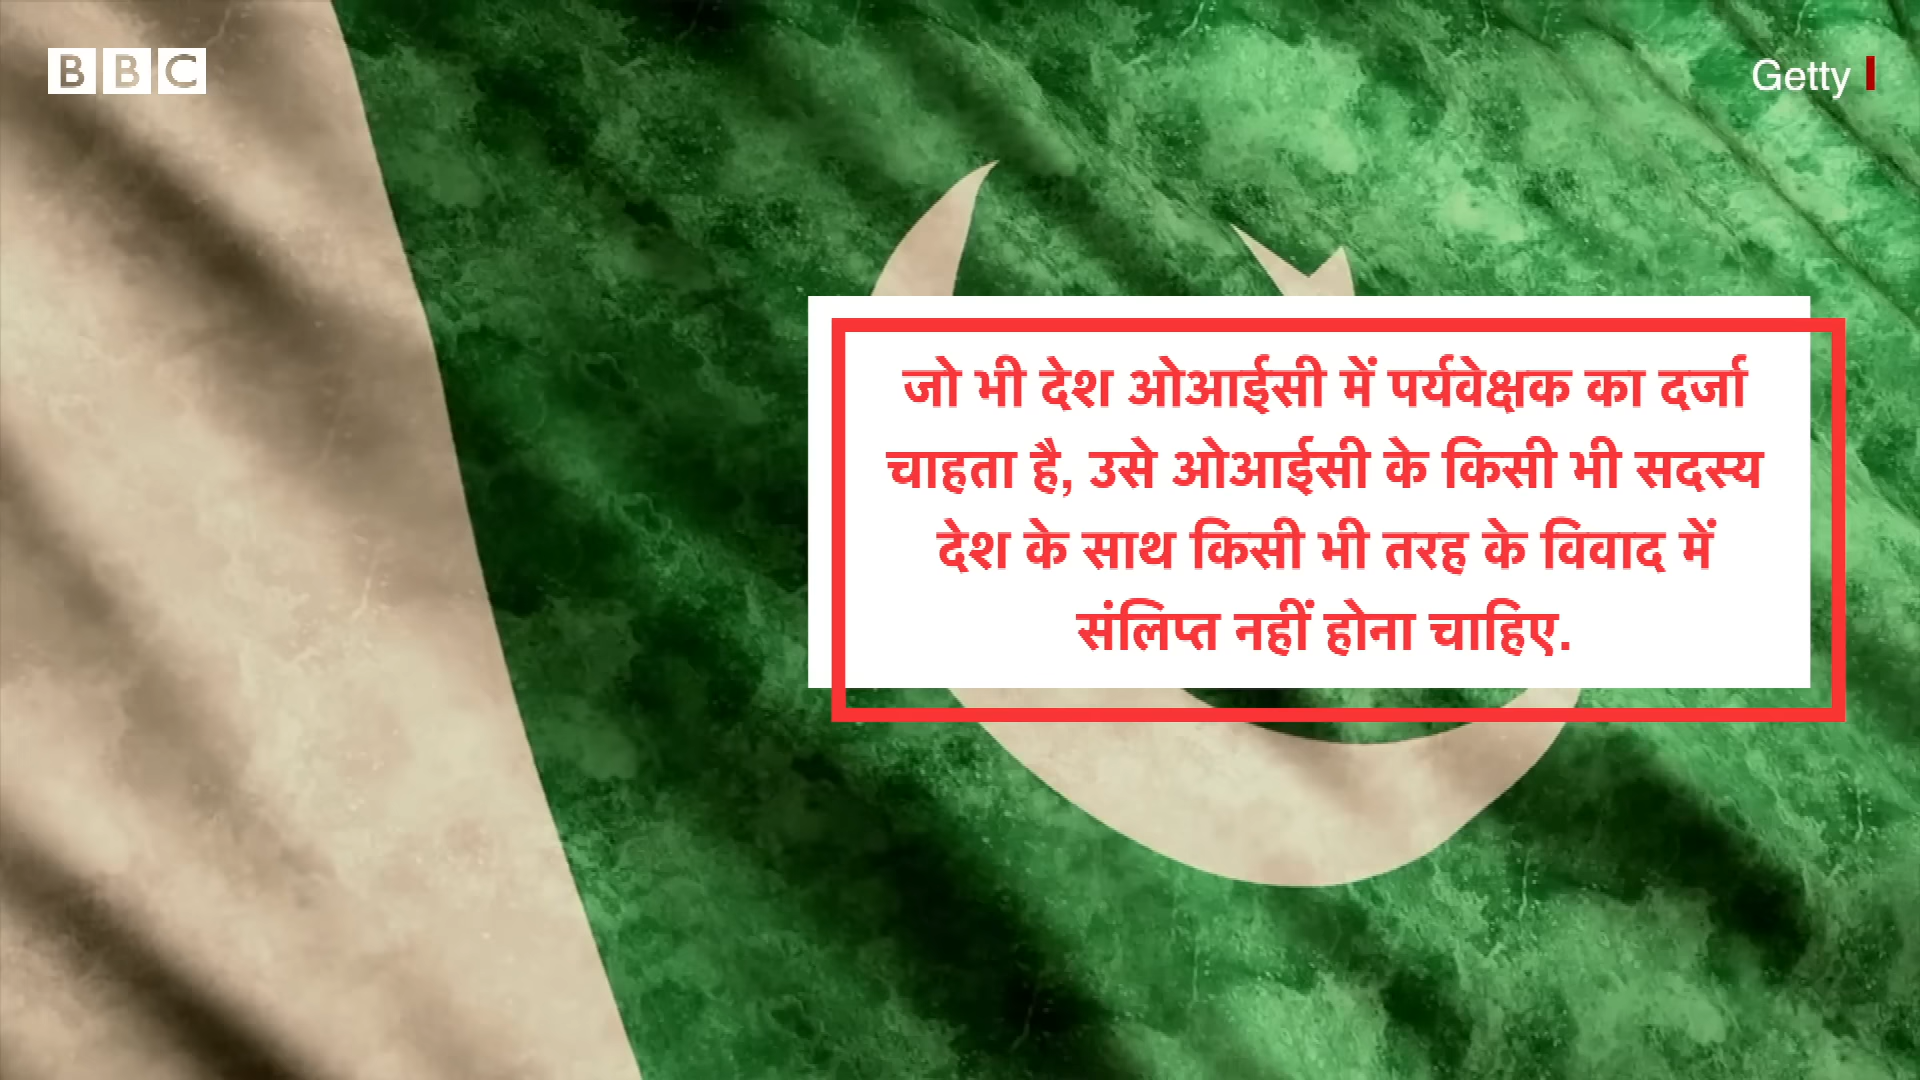 BBC
Getty
जो भी देश ओआईसी में पर्यवेक्षक का दर्जा
चाहता है, उसे ओआईसी के किसी भी सदस्य
देश के साथ किसी भी तरह के विवाद में
संलिप्त नहीं होना चाहिए.